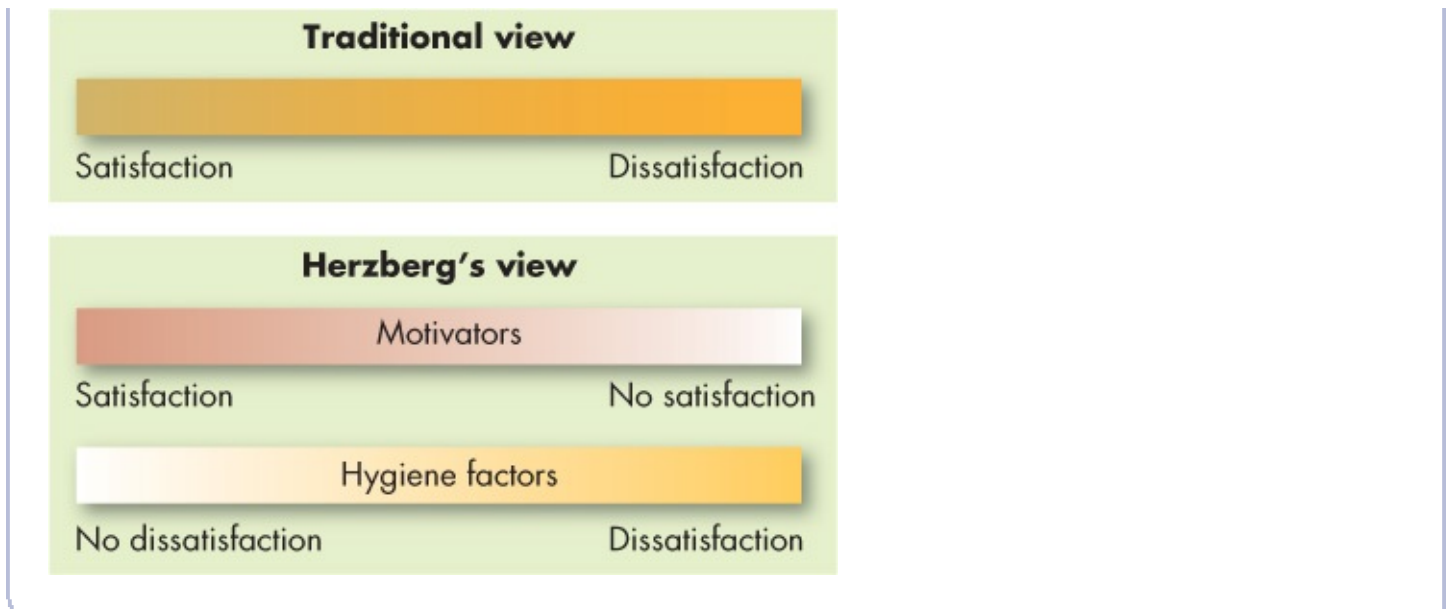 Traditional view
Satisfaction Dissatisfaction
Herzberg’s view
Motivators
Satisfaction No satisfaction
Hygiene factors
No dissatisfaction Dissatisfaction